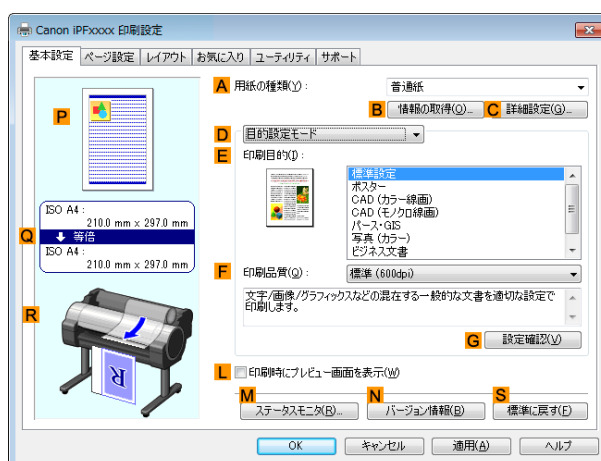 Canon iPFxxxx 印刷設定
基本設定 ページ設定 レイアウト お気に入り ユーティリティ サポート
A 用紙の種類(Y) : 普通紙
B 情報の取得(O)... C 詳細設定(G)...
P
D 目的設定モード
E 印刷目的(I) :
標準設定
ポスター
CAD (カラー線画)
CAD (モノクロ線画)
パース・GIS
写真 (カラー)
ビジネス文書
ISO A4 :
210.0 mm x 297.0 mm
Q 等倍
ISO A4 :
210.0 mm x 297.0 mm
F 印刷品質(Q) : 標準 (600dpi)
文字/画像/グラフィックスなどの混在する一般的な文書を適切な設定で
印刷します。
R
G 設定確認(V)
L 印刷時にプレビュー画面を表示(W)
M N S
ステータスモニタ(R)... バージョン情報(B) 標準に戻す(F)
OK キャンセル 適用(A) ヘルプ